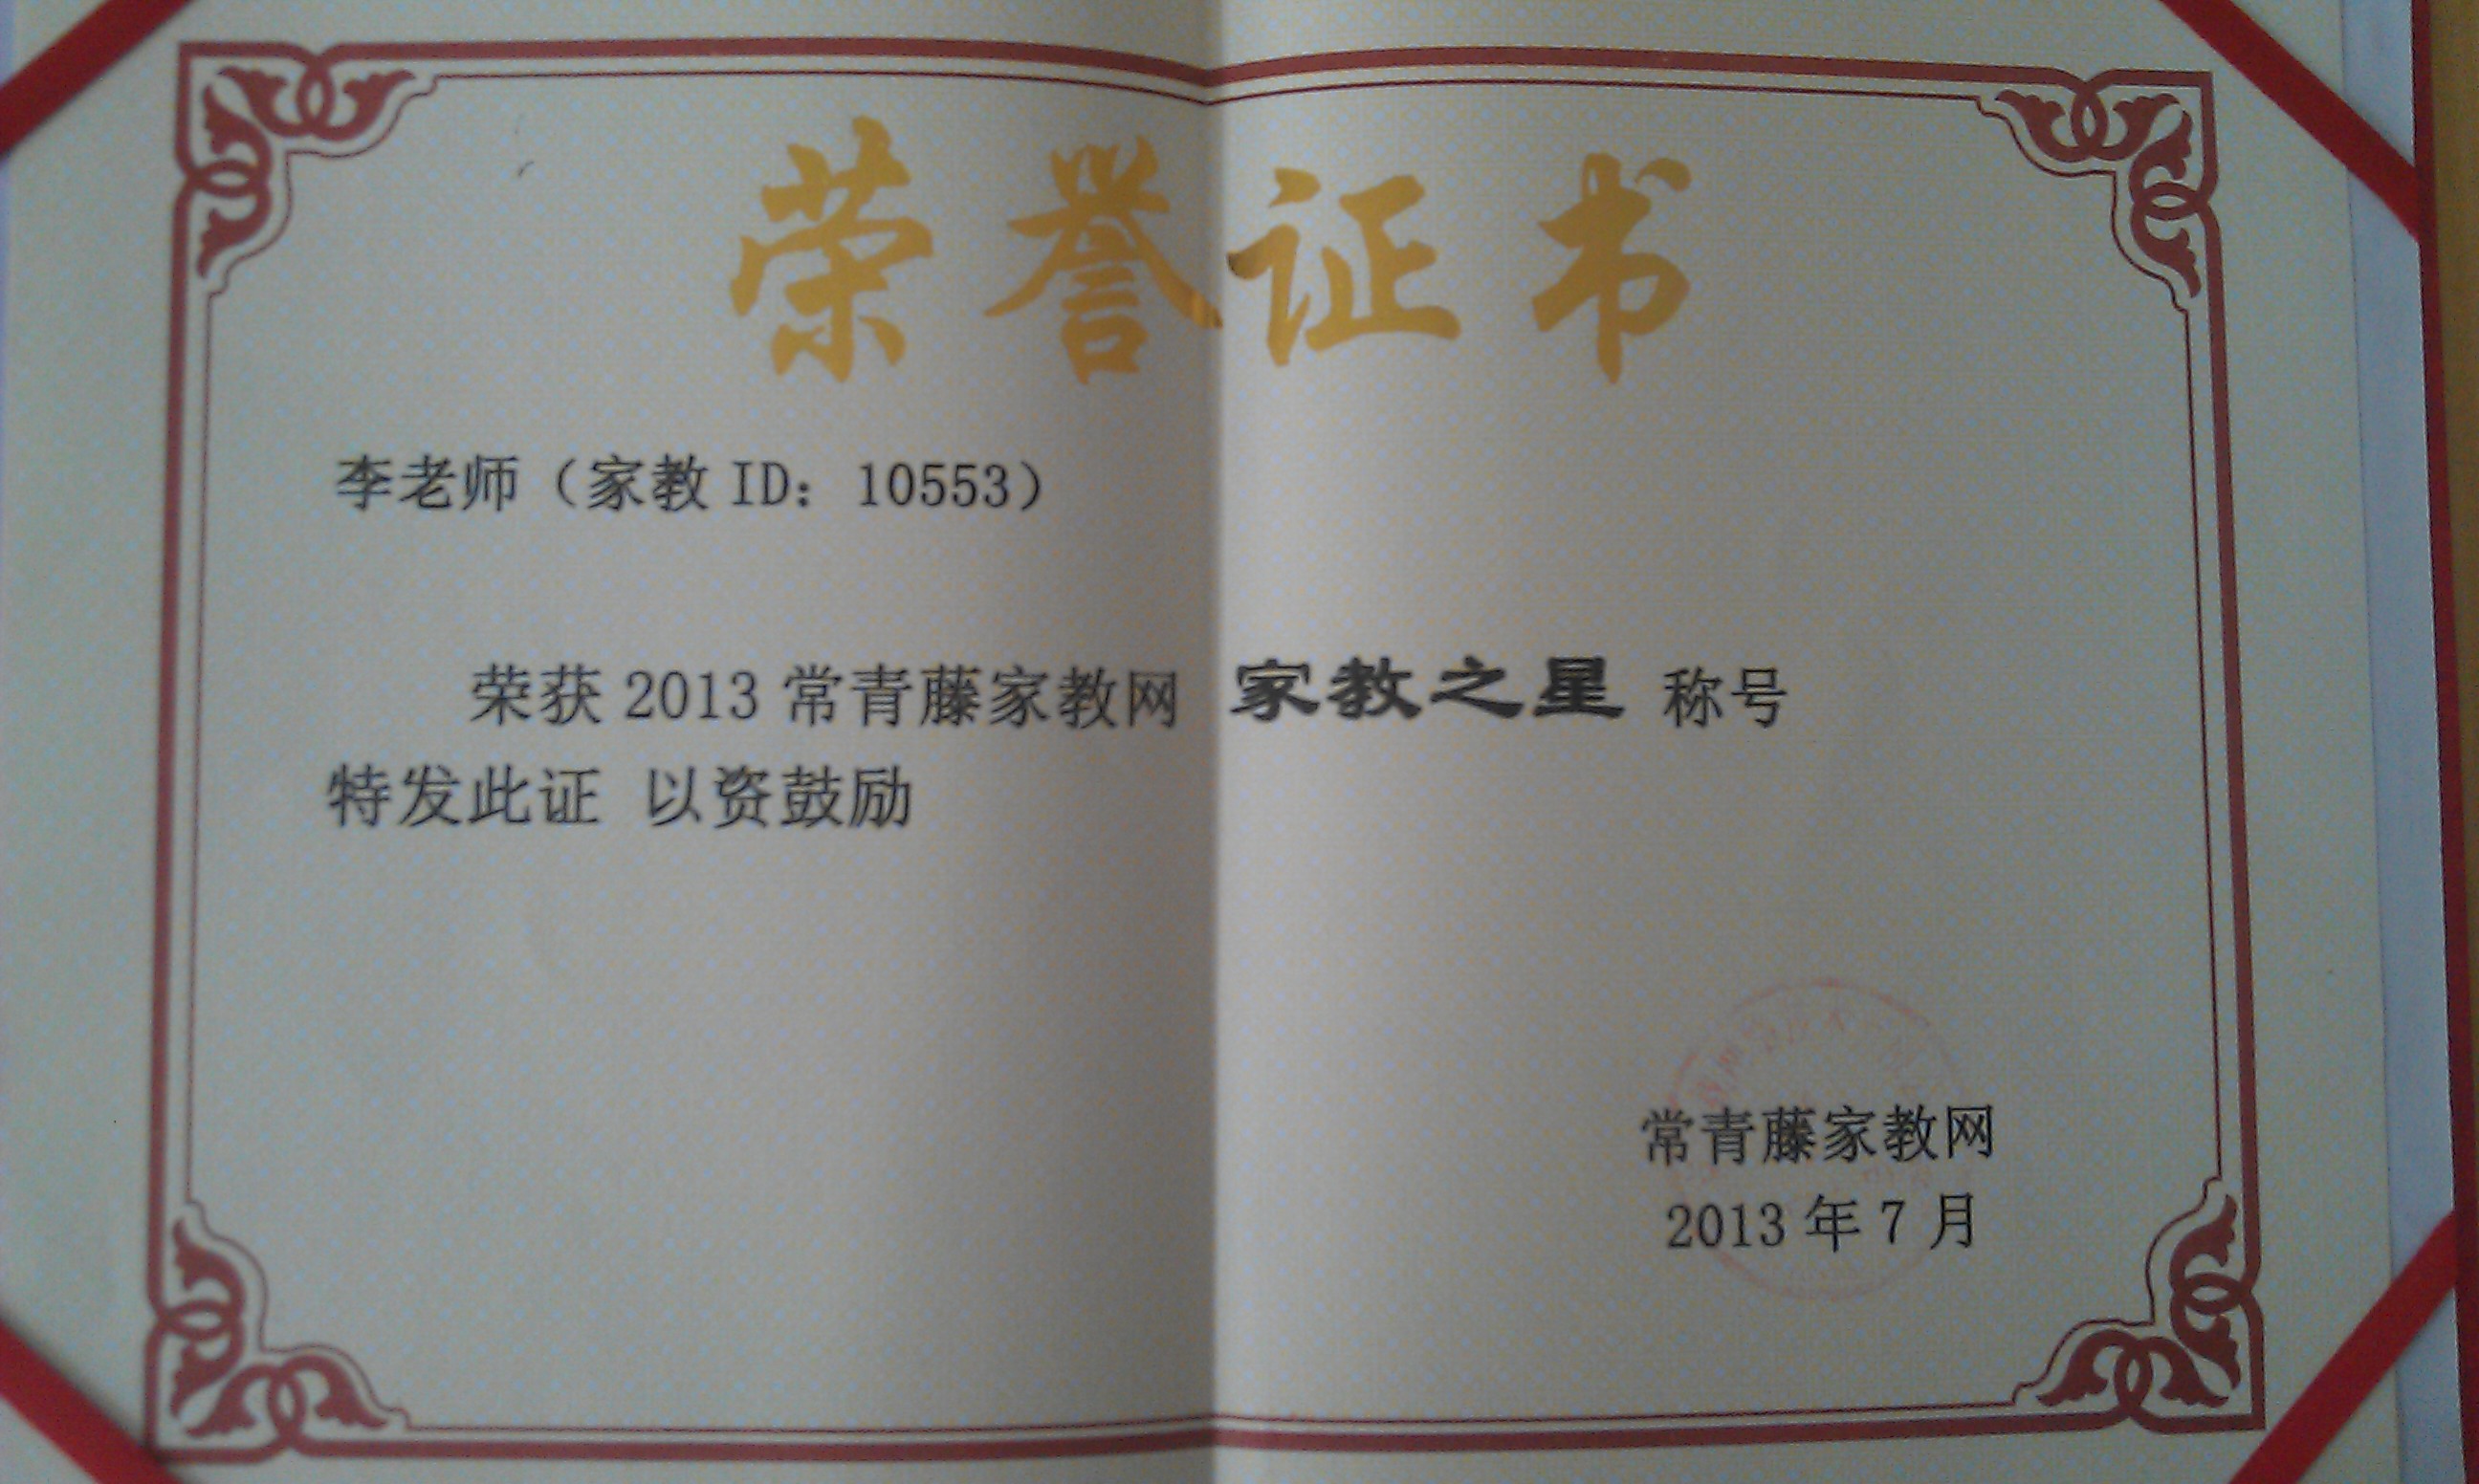 荣誉证书
李老师（家教 ID：10553）
荣获 2013 常青藤家教网 家教之星 称号
特发此证 以资鼓励
常青藤家教网
2013 年 7 月